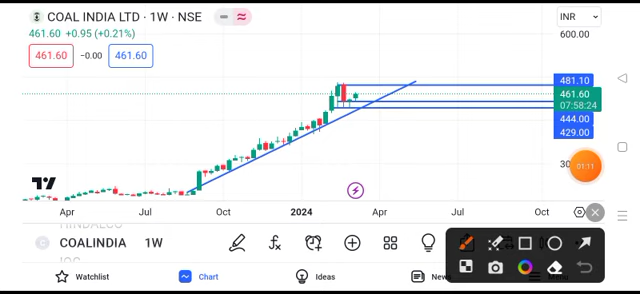 COAL INDIA LTD · 1W · NSE
INR
461.60 +0.95 (+0.21%)
461.60 −0.00 461.60
600.00
481.10
461.60
07:58:24
444.00
429.00
01:11
Apr Jul Oct 2024 Apr Jul Oct
HINDALCO
COALINDIA 1W
Watchlist Chart Ideas